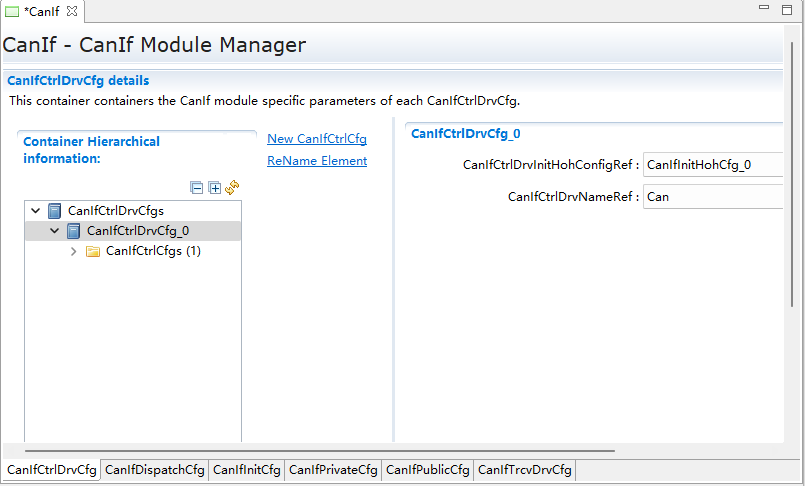 *CanIf
CanIf - CanIf Module Manager
CanIfCtrlDrvCfg details
This container containers the CanIf module specific parameters of each CanIfCtrlDrvCfg.
Container Hierarchical
information:
New CanIfCtrlCfg
ReName Element
CanIfCtrlDrvCfgs
CanIfCtrlDrvCfg_0
CanIfCtrlCfgs (1)
CanIfCtrlDrvCfg_0
CanIfCtrlDrvInitHohConfigRef : CanIfInitHohCfg_0
CanIfCtrlDrvNameRef : Can
CanIfCtrlDrvCfg CanIfDispatchCfg CanIfInitCfg CanIfPrivateCfg CanIfPublicCfg CanIfTrcvDrvCfg